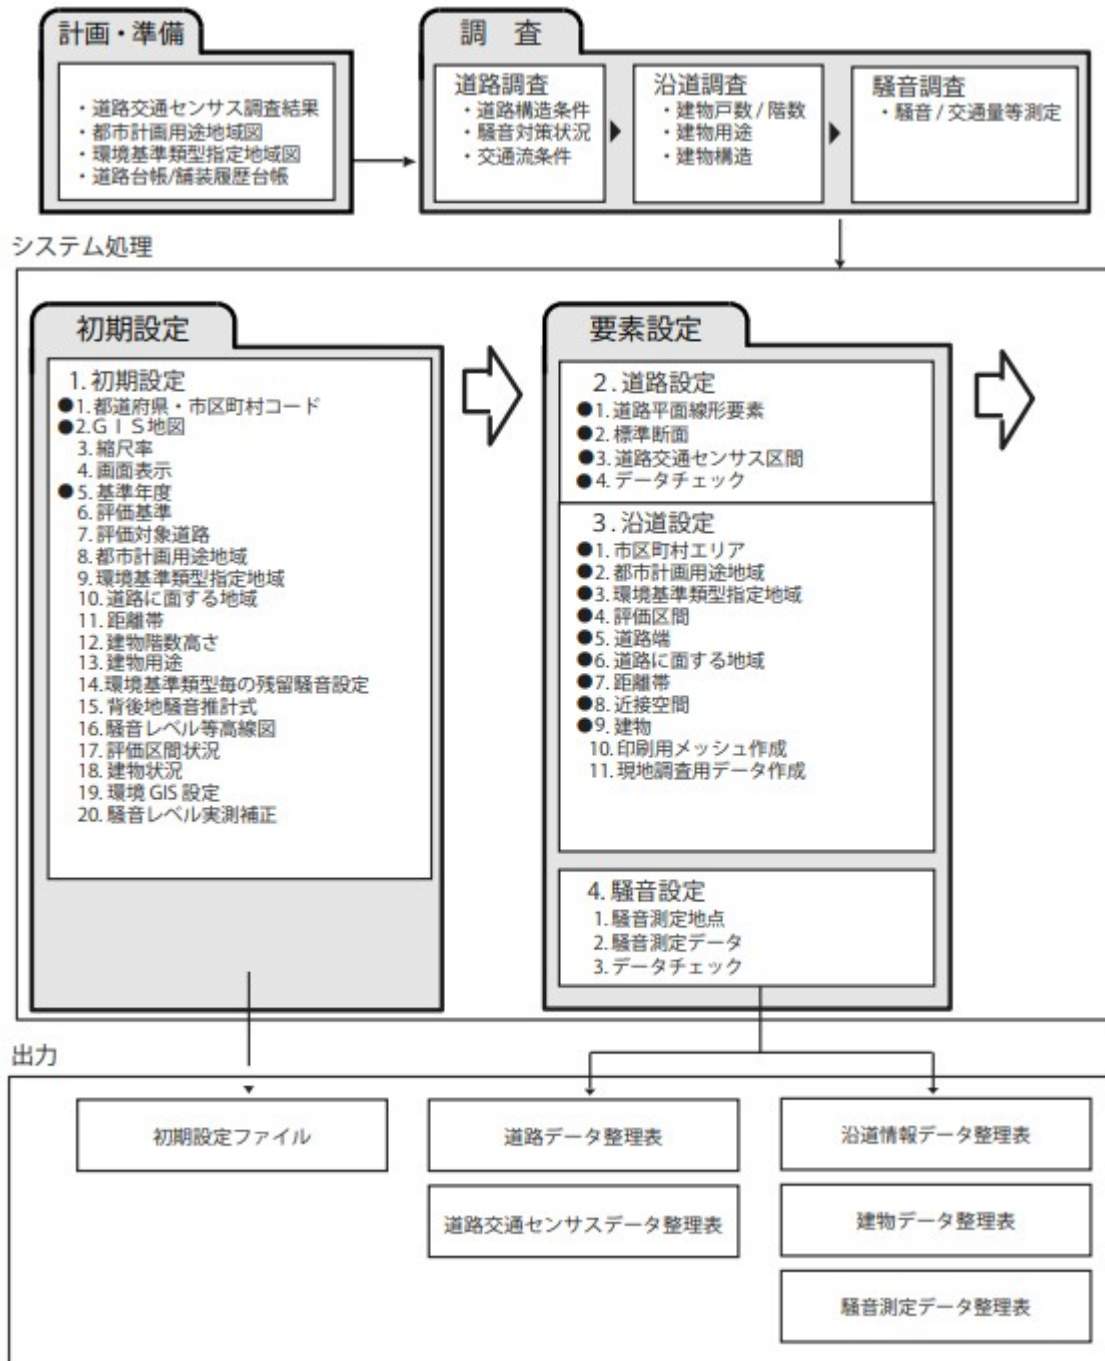 計画・準備
・道路交通センサス調査結果
・都市計画用途地域図
・環境基準類型指定地域図
・道路台帳/舗装履歴台帳
調 査
道路調査
・道路構造条件
・騒音対策状況
・交通流条件
沿道調査
・建物戸数 / 階数
・建物用途
・建物構造
騒音調査
・騒音 / 交通量等測定
システム処理
初期設定
1. 初期設定
●1. 都道府県・市区町村コード
●2.GIS地図
3. 縮尺率
4. 画面表示
●5. 基準年度
6. 評価基準
7. 評価対象道路
8. 都市計画用途地域
9. 環境基準類型指定地域
10. 道路に面する地域
11. 距離帯
12. 建物階数高さ
13. 建物用途
14. 環境基準類型毎の残留騒音設定
15. 背後地騒音推計式
16. 騒音レベル等高線図
17. 評価区間状況
18. 建物状況
19. 環境 GIS 設定
20. 騒音レベル実測補正
要素設定
2. 道路設定
●1. 道路平面線形要素
●2. 標準断面
●3. 道路交通センサス区間
●4. データチェック
3. 沿道設定
●1. 市区町村エリア
●2. 都市計画用途地域
●3. 環境基準類型指定地域
●4. 評価区間
●5. 道路端
●6. 道路に面する地域
●7. 距離帯
●8. 近接空間
●9. 建物
10. 印刷用メッシュ作成
11. 現地調査用データ作成
4. 騒音設定
1. 騒音測定地点
2. 騒音測定データ
3. データチェック
出力
初期設定ファイル
道路データ整理表
道路交通センサスデータ整理表
沿道情報データ整理表
建物データ整理表
騒音測定データ整理表